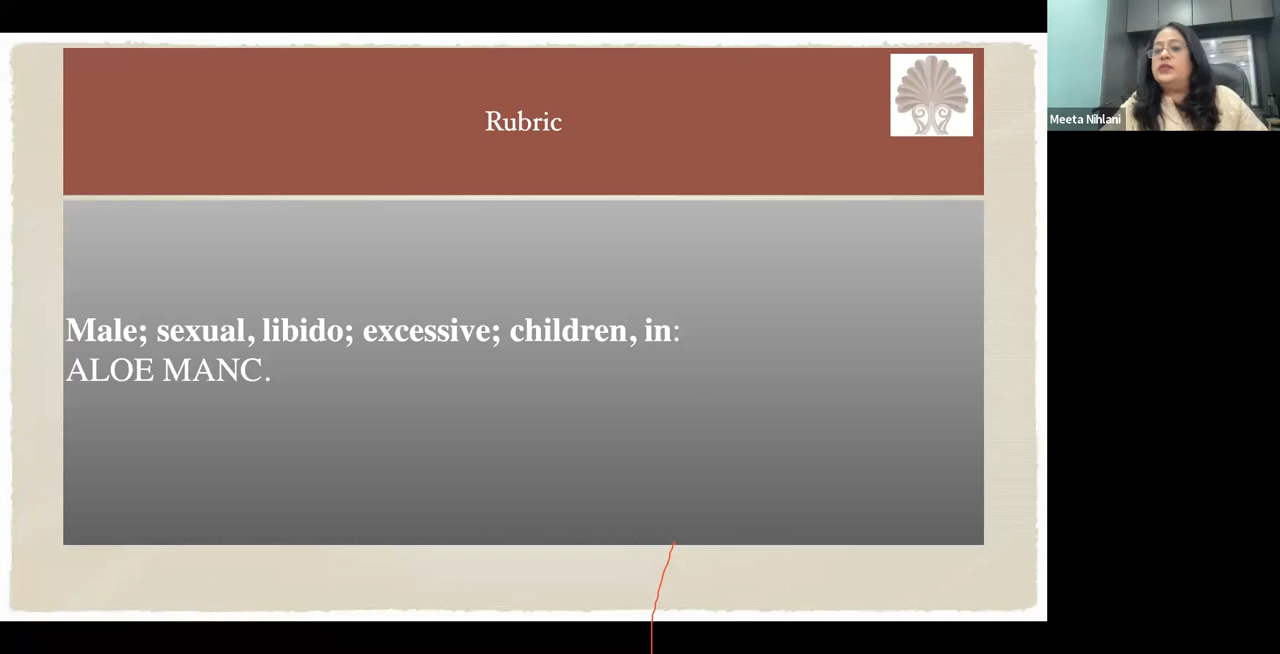 Rubric
Male; sexual, libido; excessive; children, in:
ALOE MANC.
Meeta Nihlani